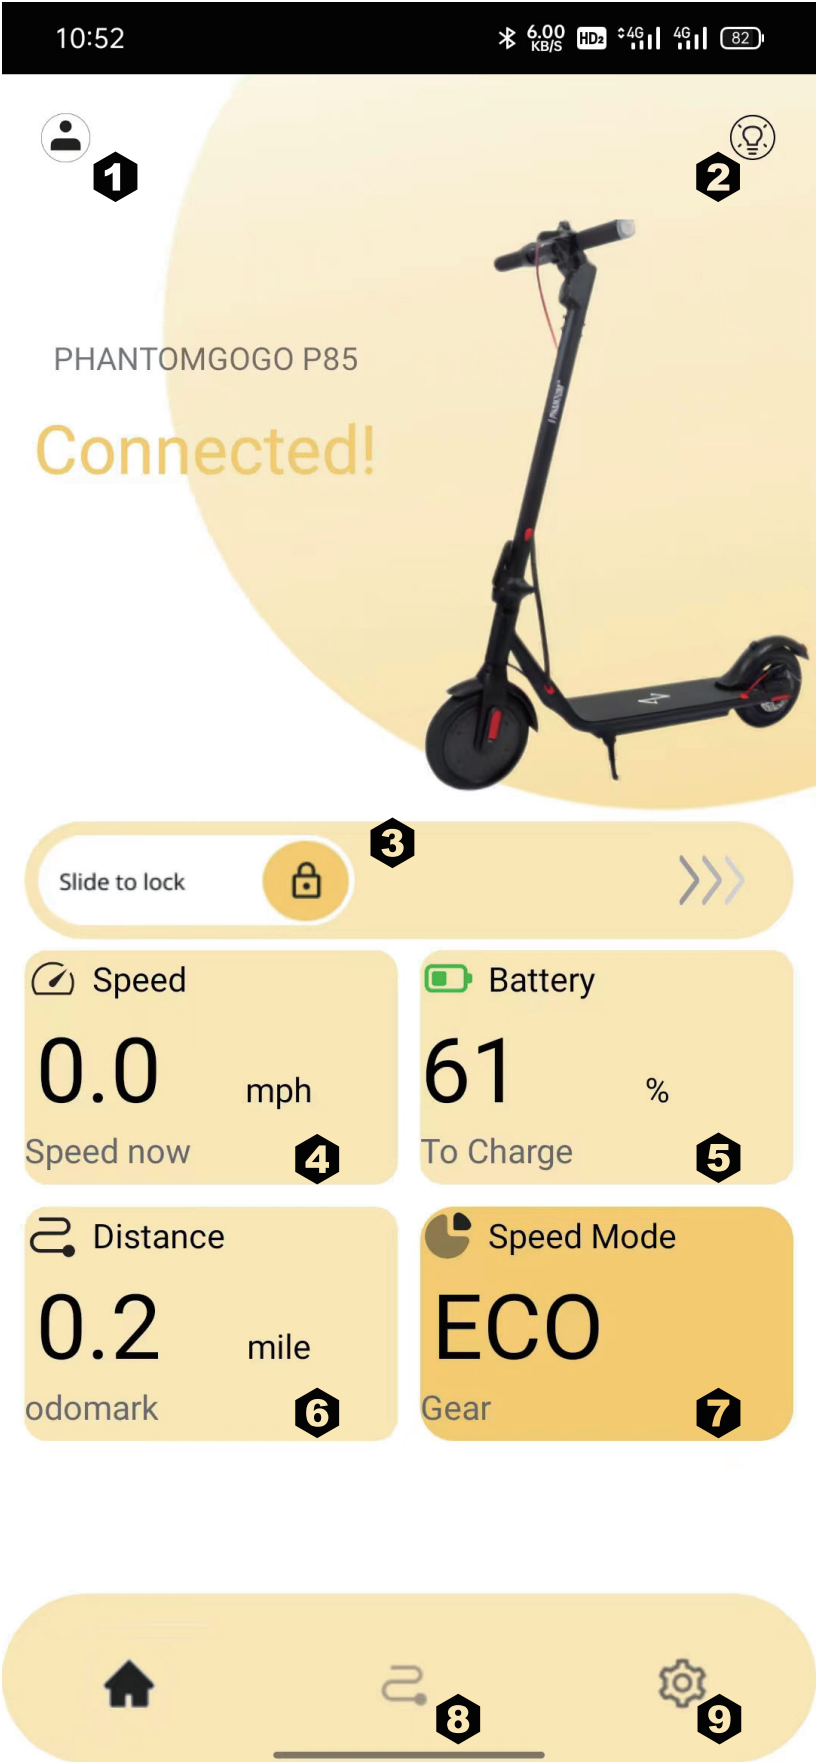 10:52 6.00 KB/S HD2 4G 4G 82
1 2
PHANTOMGOGO P85
Connected!
PHANTOM
3
Slide to lock
Speed Battery
0.0 mph 61 %
Speed now 4 To Charge 5
Distance Speed Mode
0.2 mile ECO
odomark 6 Gear 7
8 9